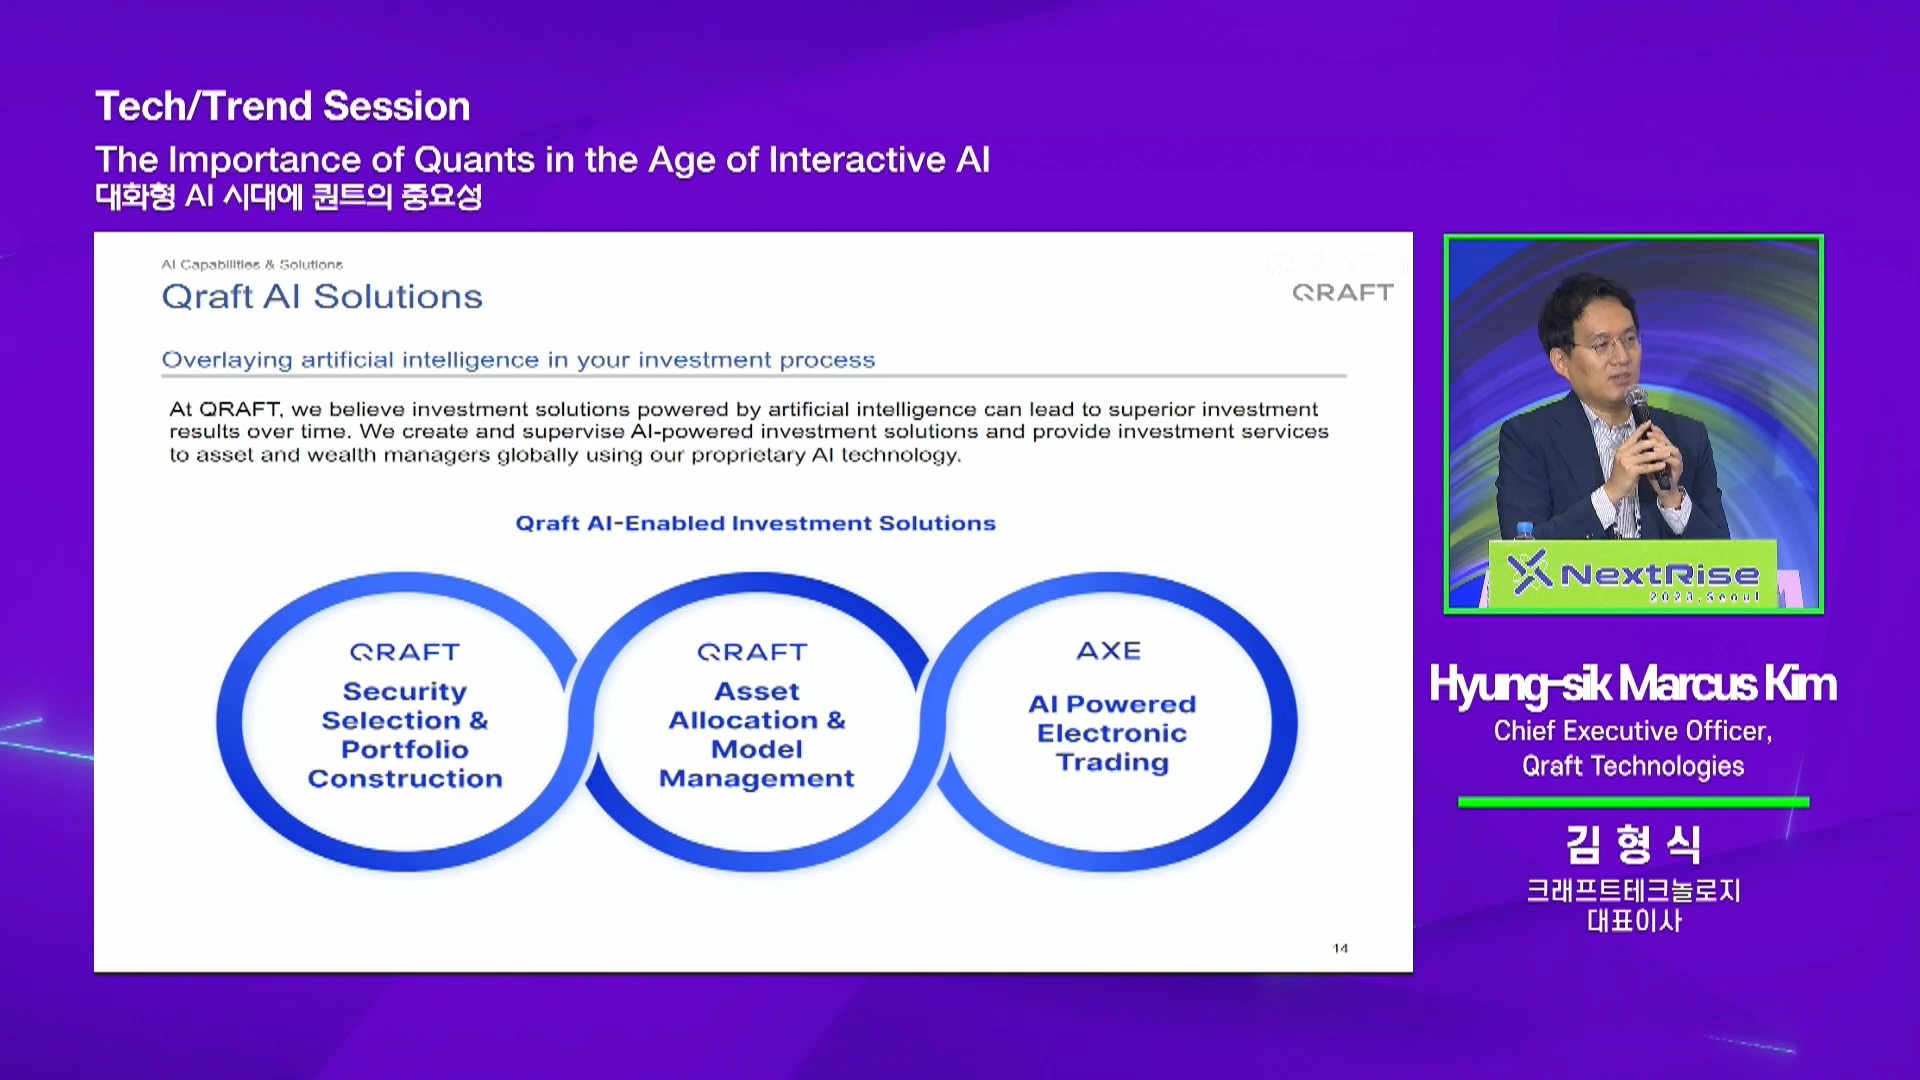 Tech/Trend Session
The Importance of Quants in the Age of Interactive AI
대화형 AI 시대에 퀀트의 중요성
AI Capabilities & Solutions
Qraft AI Solutions
QRAFT
Overlaying artificial intelligence in your investment process
At QRAFT, we believe investment solutions powered by artificial intelligence can lead to superior investment
results over time. We create and supervise AI-powered investment solutions and provide investment services
to asset and wealth managers globally using our proprietary AI technology.
Qraft AI-Enabled Investment Solutions
QRAFT
Security
Selection &
Portfolio
Construction
QRAFT
Asset
Allocation &
Model
Management
AXE
AI Powered
Electronic
Trading
14
NextRise
2023.Seoul
Hyung-sik Marcus Kim
Chief Executive Officer,
Qraft Technologies
김 형 식
크래프트테크놀로지
대표이사